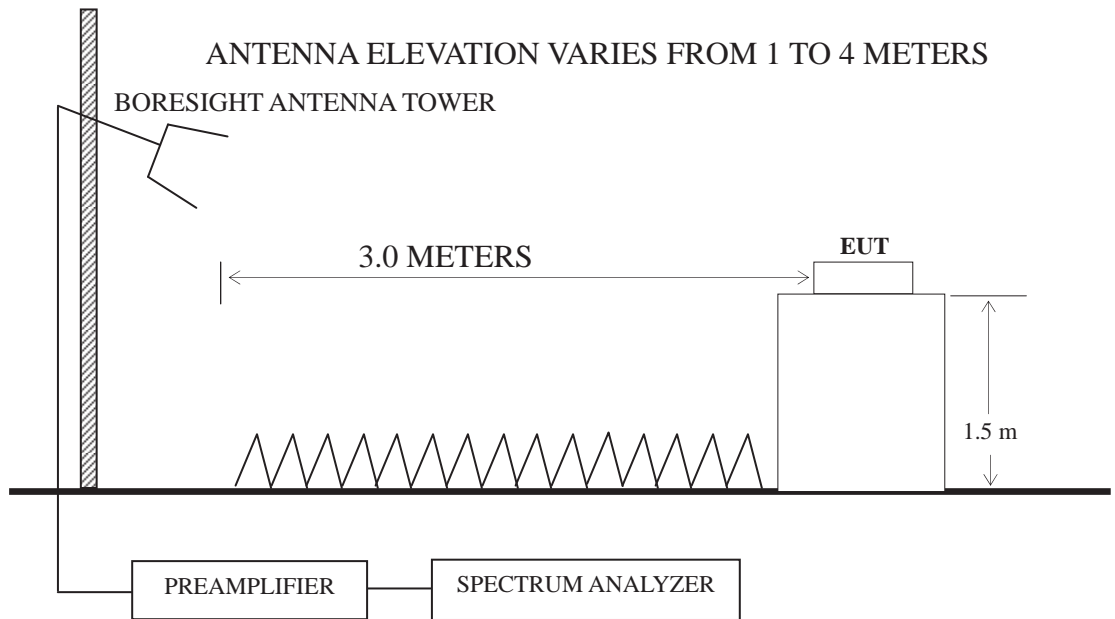 ANTENNA ELEVATION VARIES FROM 1 TO 4 METERS
BORESIGHT ANTENNA TOWER
3.0 METERS
EUT
1.5 m
PREAMPLIFIER
SPECTRUM ANALYZER